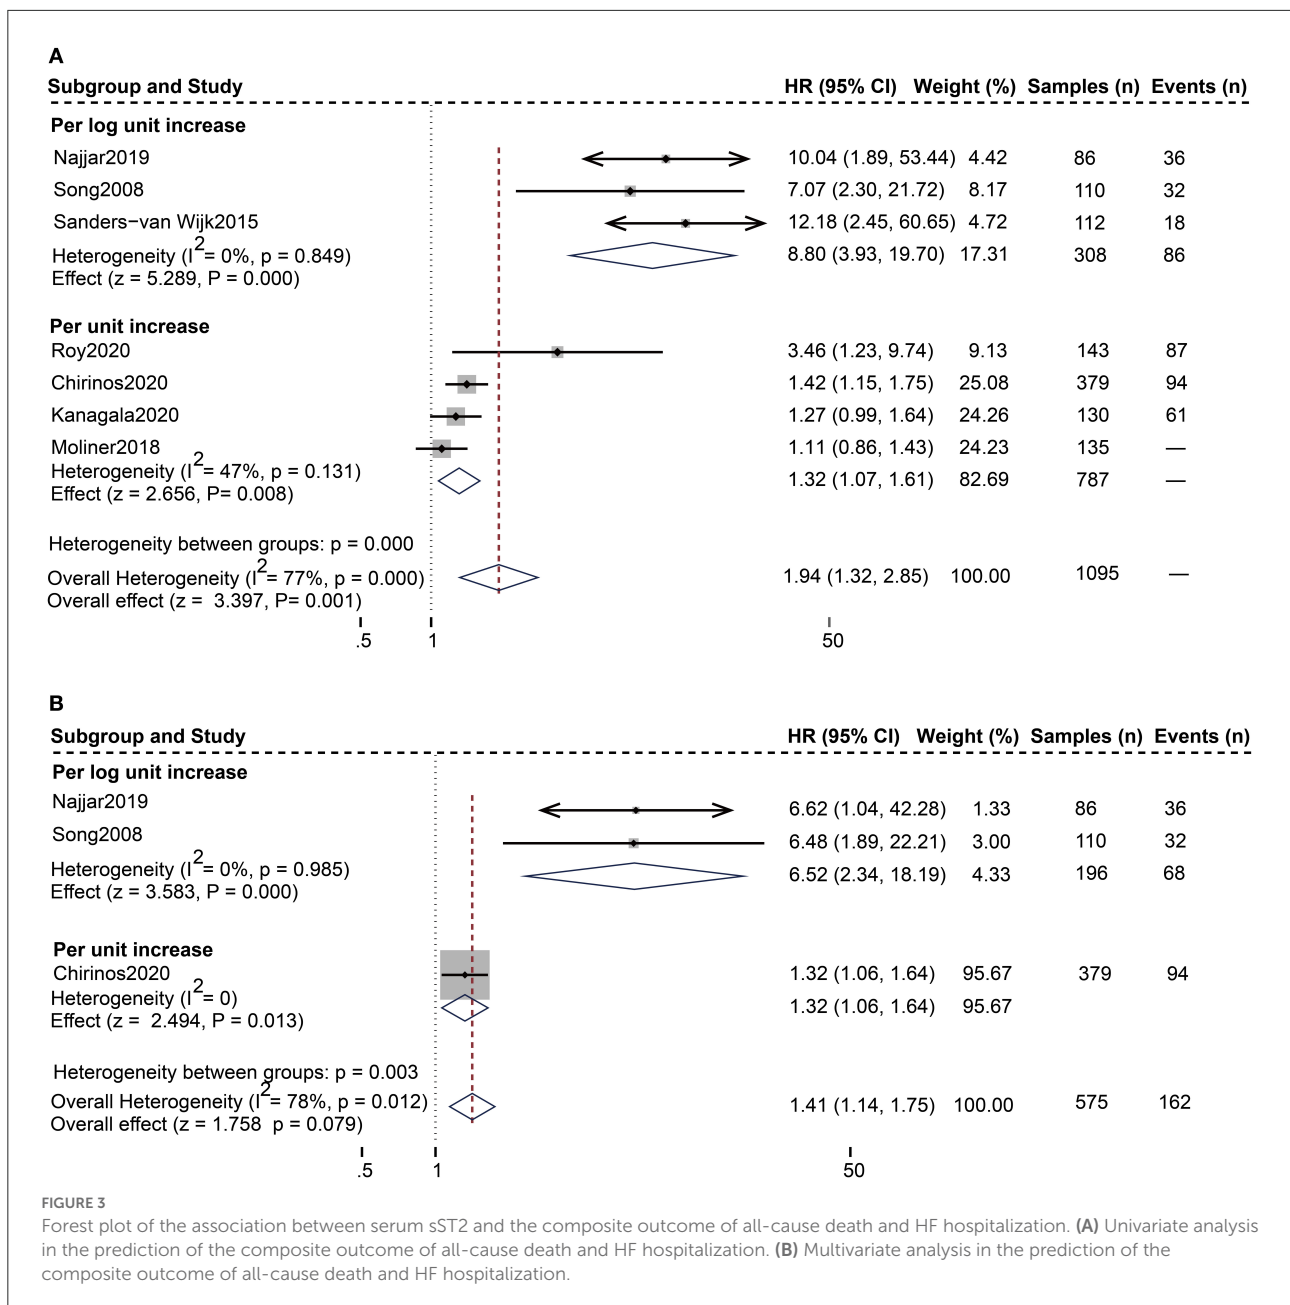 A
Subgroup and Study HR (95% CI) Weight (%) Samples (n) Events (n)
Per log unit increase
Najjar2019 10.04 (1.89, 53.44) 4.42 86 36
Song2008 7.07 (2.30, 21.72) 8.17 110 32
Sanders−van Wijk2015 12.18 (2.45, 60.65) 4.72 112 18
Heterogeneity (I2= 0%, p = 0.849) 8.80 (3.93, 19.70) 17.31 308 86
Effect (z = 5.289, P = 0.000)
Per unit increase
Roy2020 3.46 (1.23, 9.74) 9.13 143 87
Chirinos2020 1.42 (1.15, 1.75) 25.08 379 94
Kanagala2020 1.27 (0.99, 1.64) 24.26 130 61
Moliner2018 1.11 (0.86, 1.43) 24.23 135 —
Heterogeneity (I2= 47%, p = 0.131) 1.32 (1.07, 1.61) 82.69 787 —
Effect (z = 2.656, P= 0.008)
Heterogeneity between groups: p = 0.000
Overall Heterogeneity (I2= 77%, p = 0.000) 1.94 (1.32, 2.85) 100.00 1095 —
Overall effect (z = 3.397, P= 0.001)
.5 1 50
B
Subgroup and Study HR (95% CI) Weight (%) Samples (n) Events (n)
Per log unit increase
Najjar2019 6.62 (1.04, 42.28) 1.33 86 36
Song2008 6.48 (1.89, 22.21) 3.00 110 32
Heterogeneity (I2= 0%, p = 0.985) 6.52 (2.34, 18.19) 4.33 196 68
Effect (z = 3.583, P = 0.000)
Per unit increase
Chirinos2020 1.32 (1.06, 1.64) 95.67 379 94
Heterogeneity (I2= 0) 1.32 (1.06, 1.64) 95.67
Effect (z = 2.494, P = 0.013)
Heterogeneity between groups: p = 0.003
Overall Heterogeneity (I2= 78%, p = 0.012) 1.41 (1.14, 1.75) 100.00 575 162
Overall effect (z = 1.758 p = 0.079)
.5 1 50
FIGURE 3
Forest plot of the association between serum sST2 and the composite outcome of all-cause death and HF hospitalization. (A) Univariate analysis
in the prediction of the composite outcome of all-cause death and HF hospitalization. (B) Multivariate analysis in the prediction of the
composite outcome of all-cause death and HF hospitalization.